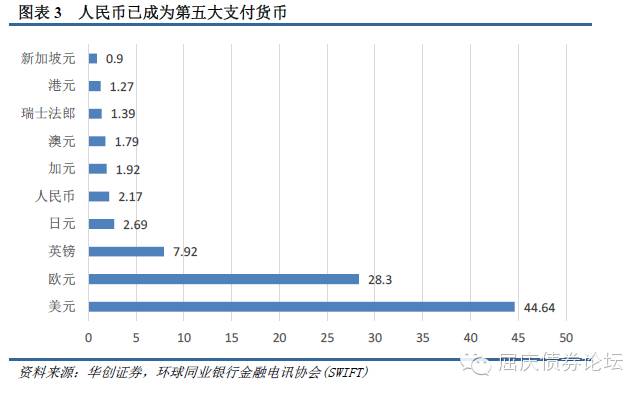 图表 3 人民币已成为第五大支付货币
新加坡元 0.9
港元 1.27
瑞士法郎 1.39
澳元 1.79
加元 1.92
人民币 2.17
日元 2.69
英镑 7.92
欧元 28.3
美元 44.64
0 5 10 15 20 25 30 35 40 45 50
屈庆债券论坛
资料来源：华创证券，环球同业银行金融电讯协会(SWIFT)